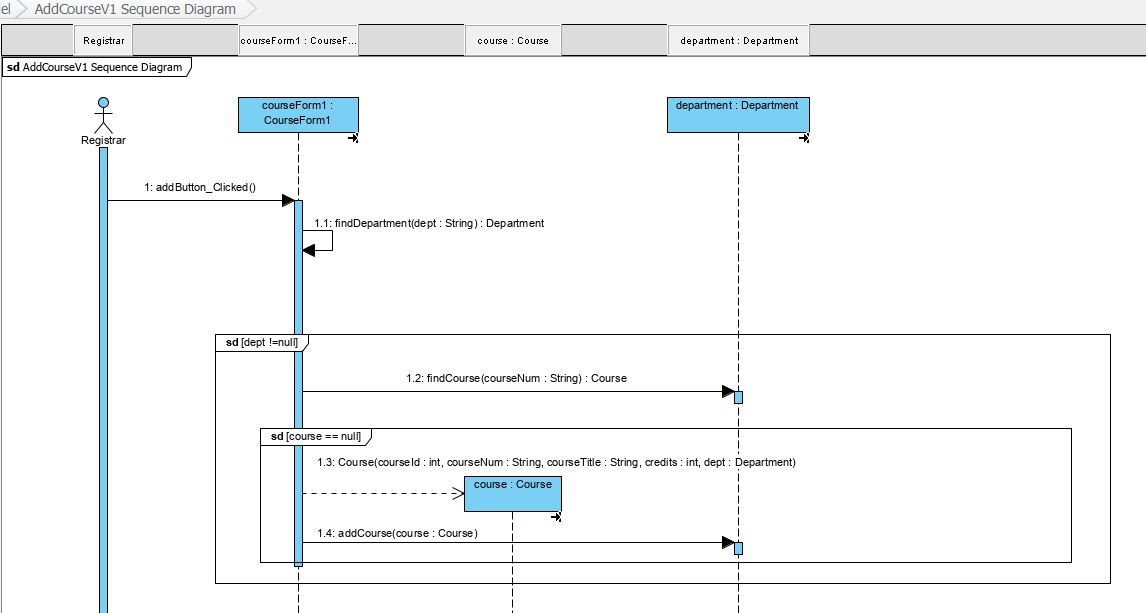 el AddCourseV1 Sequence Diagram
Registrar courseForm1 : CourseF... course : Course department : Department
sd AddCourseV1 Sequence Diagram
courseForm1 :
CourseForm1
department : Department
Registrar
1: addButton_Clicked()
1.1: findDepartment(dept : String) : Department
sd [dept !=null]
1.2: findCourse(courseNum : String) : Course
sd [course == null]
1.3: Course(courseId : int, courseNum : String, courseTitle : String, credits : int, dept : Department)
course : Course
1.4: addCourse(course : Course)